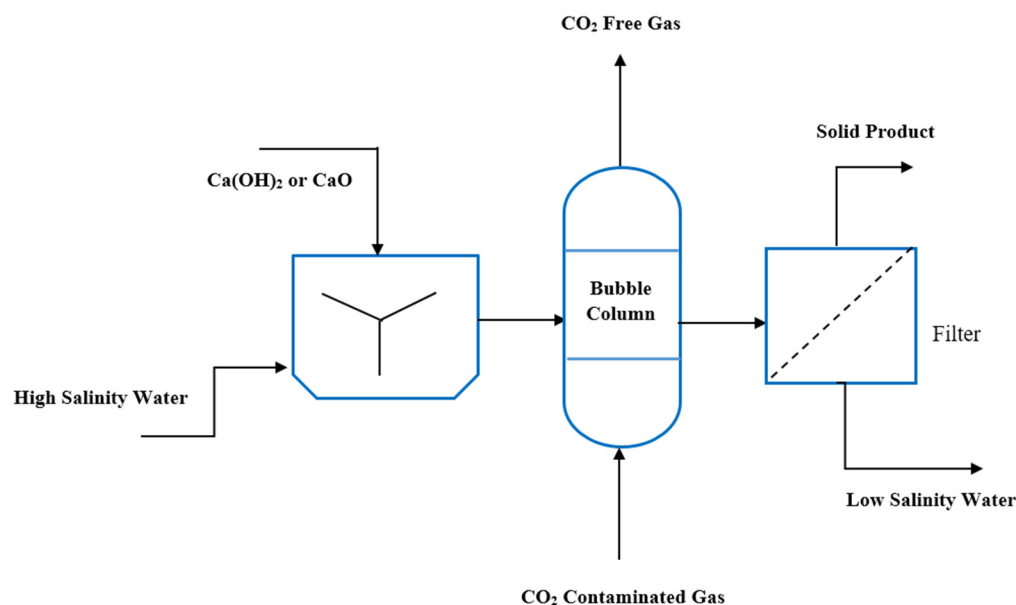 CO₂ Free Gas
Solid Product
Ca(OH)₂ or CaO
Bubble
Column
Filter
High Salinity Water
Low Salinity Water
CO₂ Contaminated Gas